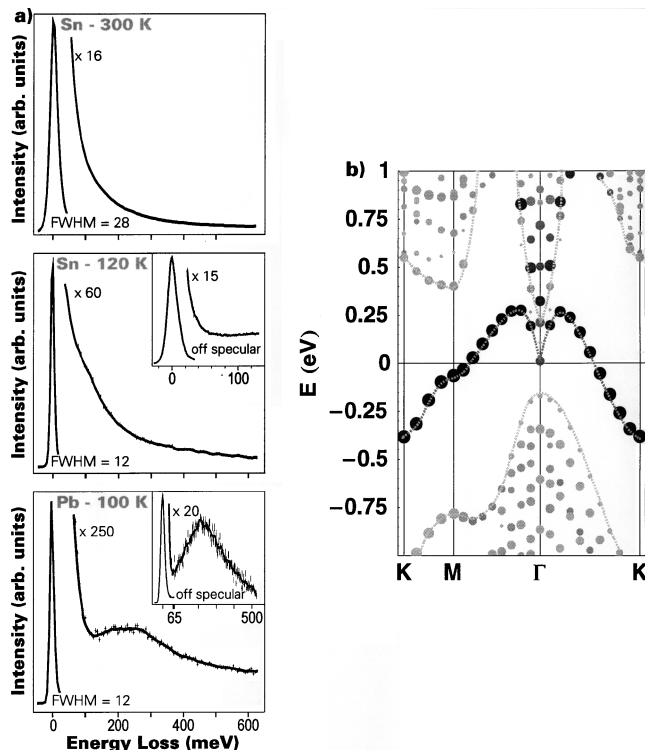 a)
Sn - 300 K
x 16
FWHM = 28
Intensity (arb. units)
Sn - 120 K
x 60
x 15
off specular
0 100
FWHM = 12
Intensity (arb. units)
Pb - 100 K
x 250
x 20
off specular
65 500
FWHM = 12
Intensity (arb. units)
0 200 400 600
Energy Loss (meV)
b)
1
0.75
0.5
0.25
0
−0.25
−0.5
−0.75
E (eV)
K M Γ K